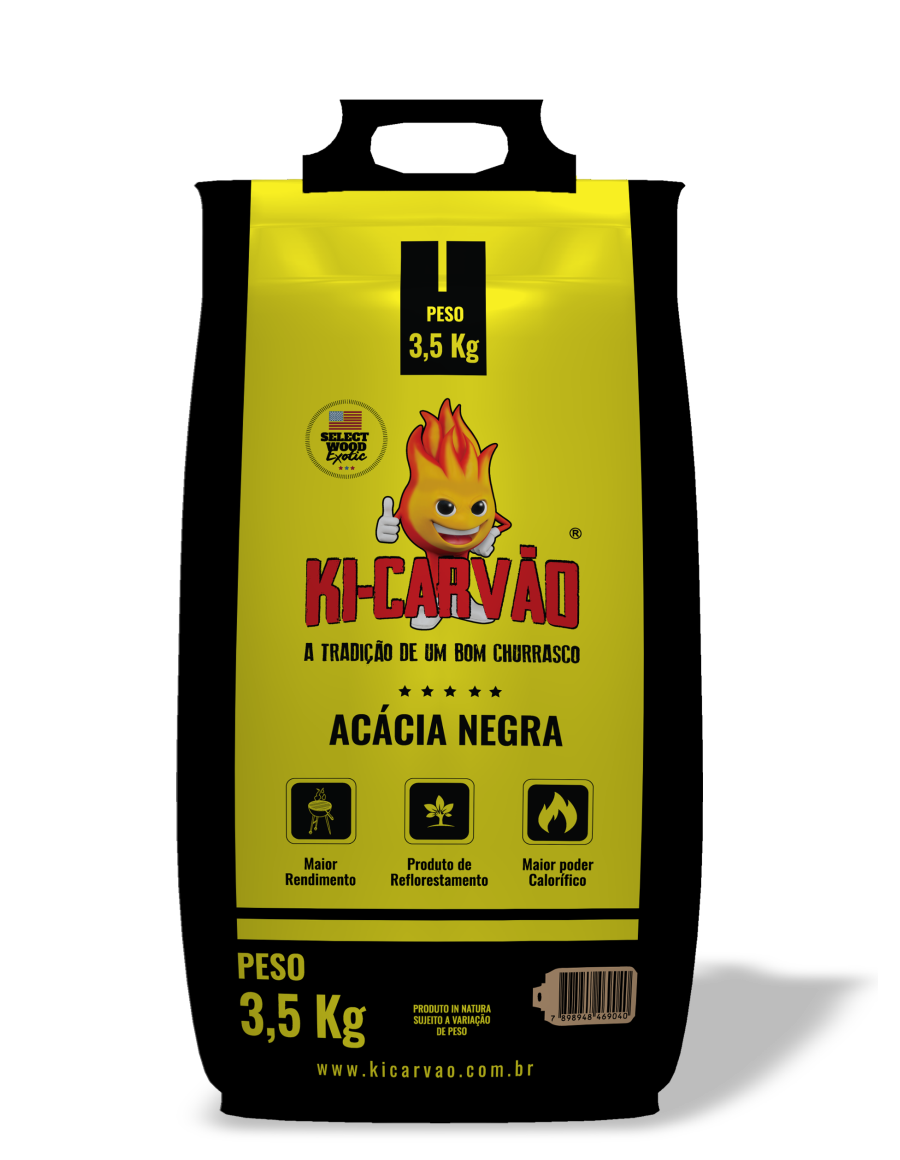 PESO
3,5 Kg
SELECT
WOOD
Exotic
®
KI-CARVÃO
A TRADIÇÃO DE UM BOM CHURRASCO
ACÁCIA NEGRA
Maior
Rendimento
Produto de
Reflorestamento
Maior poder
Calorífico
PESO
3,5 Kg
PRODUTO IN NATURA
SUJEITO A VARIAÇÃO
DE PESO
7 898948 469040
www.kicarvao.com.br